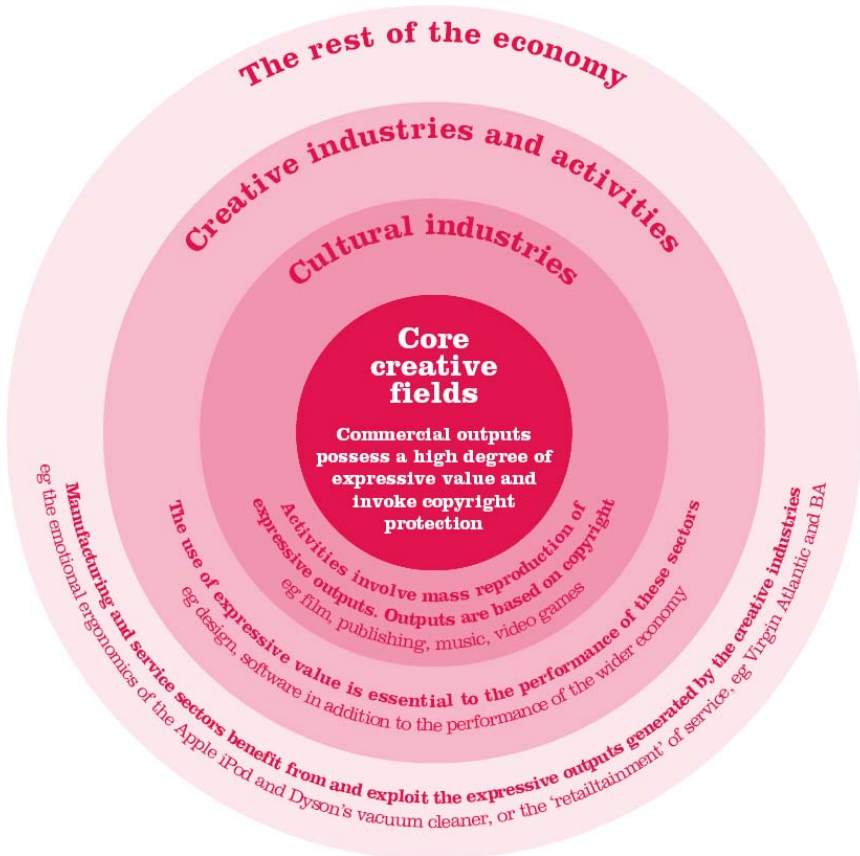 The rest of the economy
Creative industries and activities
Cultural industries
Core
creative
fields
Commercial outputs
possess a high degree of
expressive value and
invoke copyright
protection
Activities involve mass reproduction of
expressive outputs. Outputs are based on copyright
eg film, publishing, music, video games
The use of expressive value is essential to the performance of these sectors
eg design, software in addition to the performance of the wider economy
Manufacturing and service sectors benefit from and exploit the expressive outputs generated by the creative industries
eg the emotional ergonomics of the Apple iPod and Dyson's vacuum cleaner, or the 'retailtainment' of service, eg Virgin Atlantic and BA